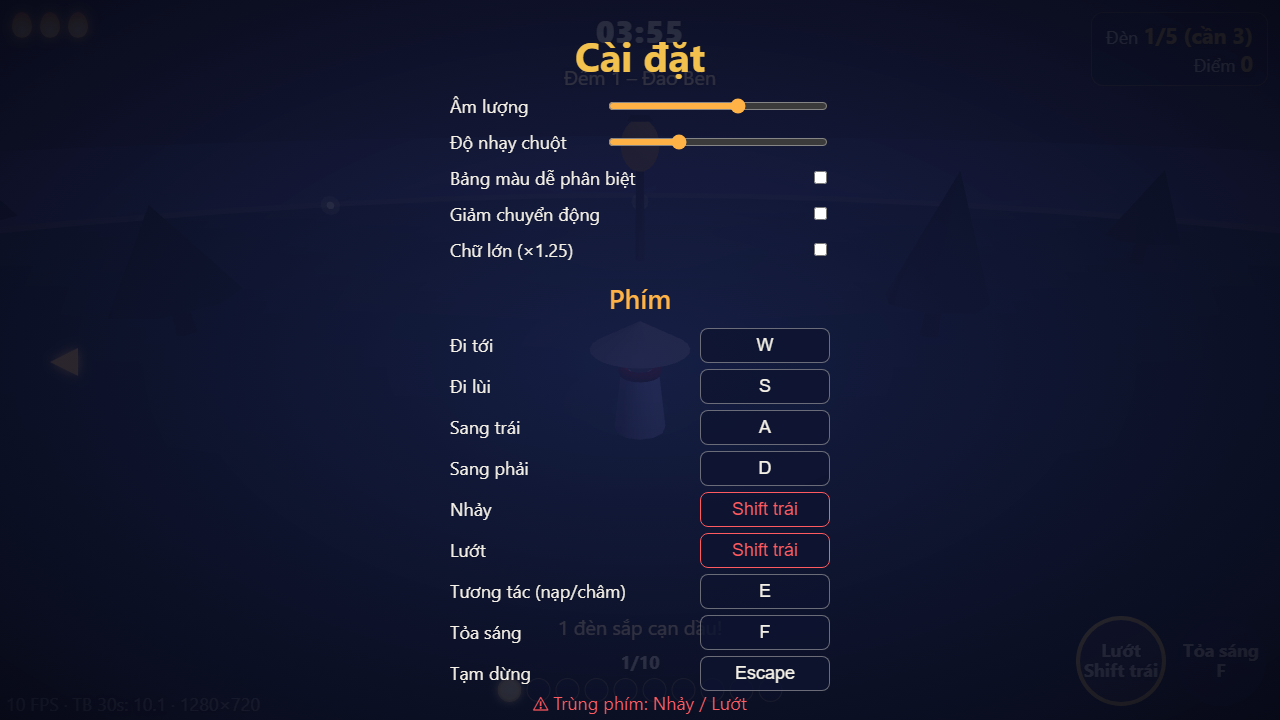 03:55
Đèn 1/5 (cần 3)
Điểm 0
Cài đặt
Đêm 1 – Đảo Bến
Âm lượng
Độ nhạy chuột
Bảng màu dễ phân biệt
Giảm chuyển động
Chữ lớn (×1.25)
Phím
Đi tới W
Đi lùi S
Sang trái A
Sang phải D
Nhảy Shift trái
Lướt Shift trái
Tương tác (nạp/châm) E
1 đèn sắp cạn dầu!
Tỏa sáng F
1/10
Tạm dừng Escape
Lướt
Shift trái
Tỏa sáng
F
⚠ Trùng phím: Nhảy / Lướt
10 FPS · TB 30s: 10.1 · 1280×720